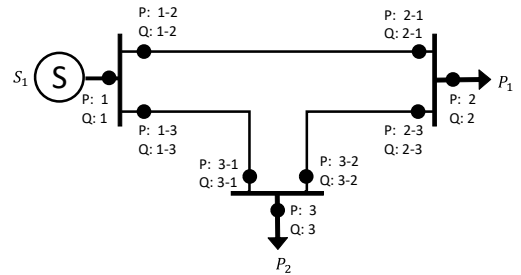 P: 1-2
Q: 1-2
P: 2-1
Q: 2-1
S₁
S
P: 1
Q: 1
P: 2
Q: 2
P₁
P: 1-3
Q: 1-3
P: 2-3
Q: 2-3
P: 3-1
Q: 3-1
P: 3-2
Q: 3-2
P: 3
Q: 3
P₂